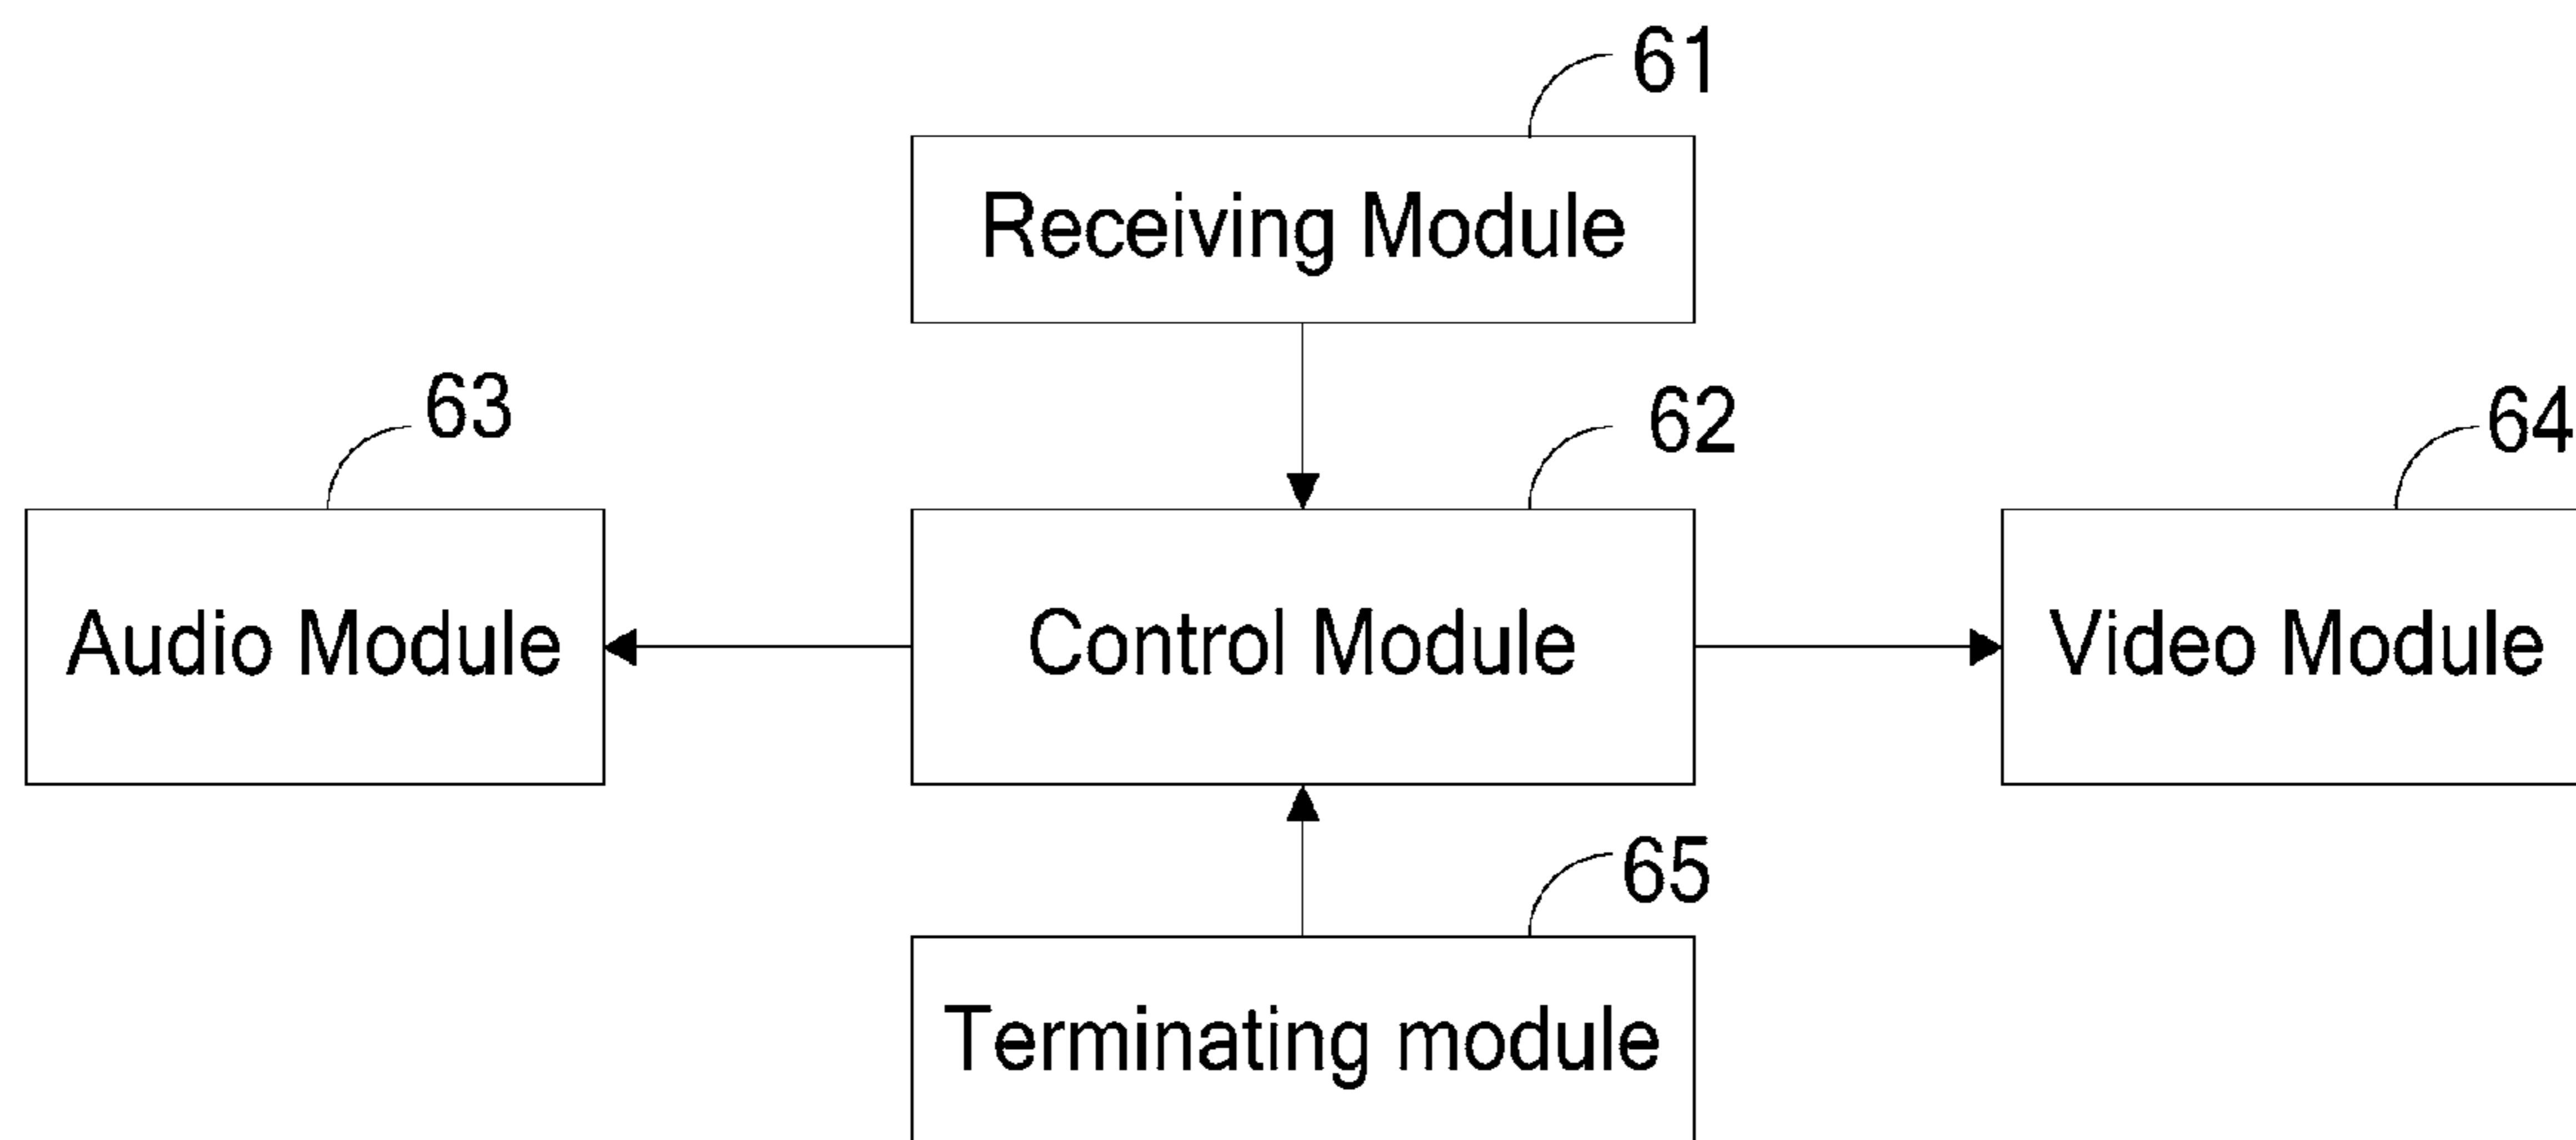 61
Receiving Module
63
62
64
Audio Module
Control Module
Video Module
65
Terminating module